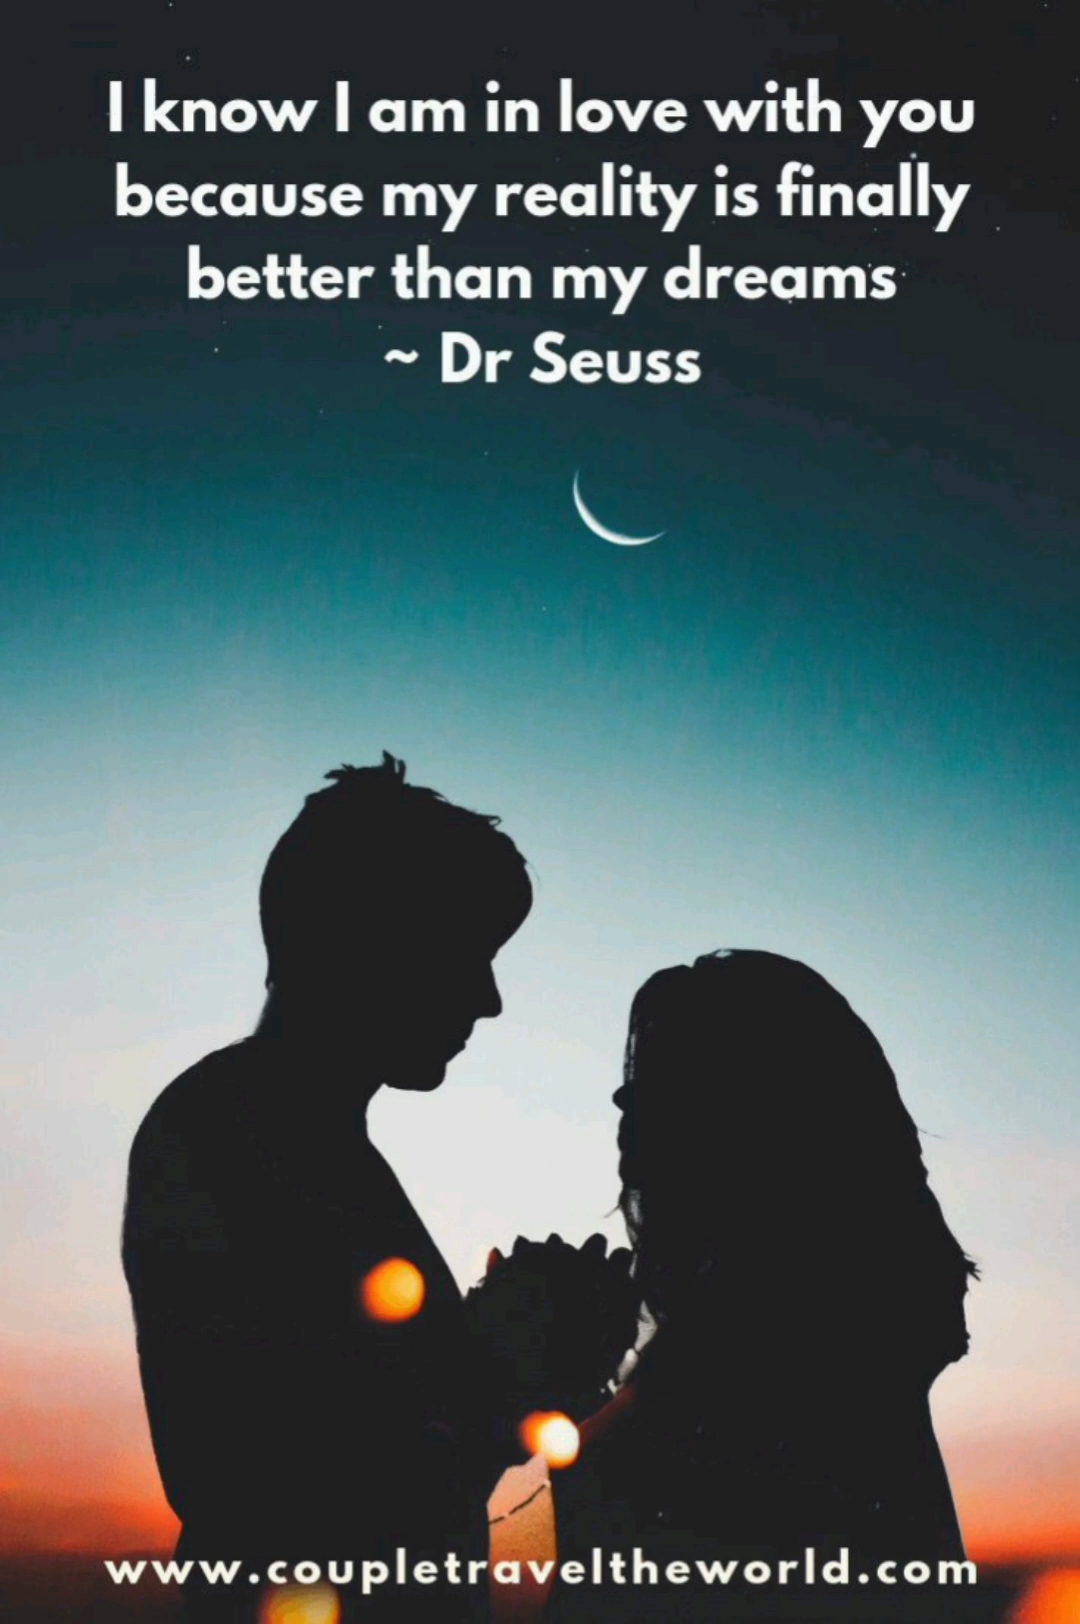 I know I am in love with you
because my reality is finally
better than my dreams
~ Dr Seuss
www.coupletraveltheworld.com